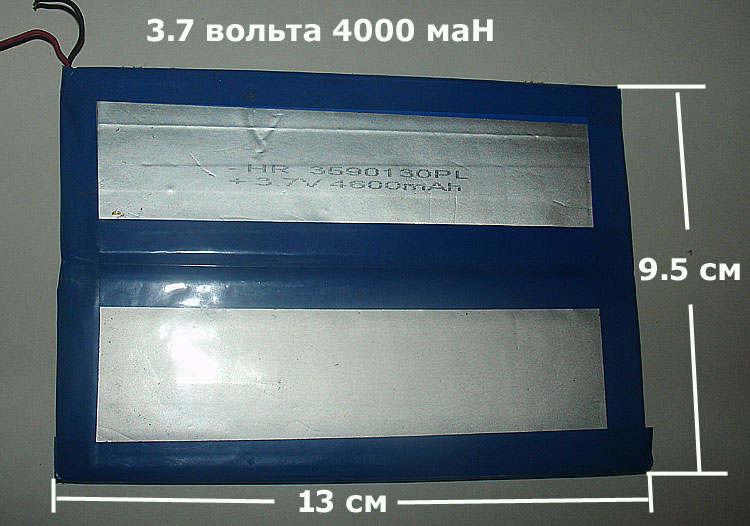 3.7 вольта 4000 маН
- HR 3590130PL
+ 3.7V 4600mAh
9.5 см
13 см